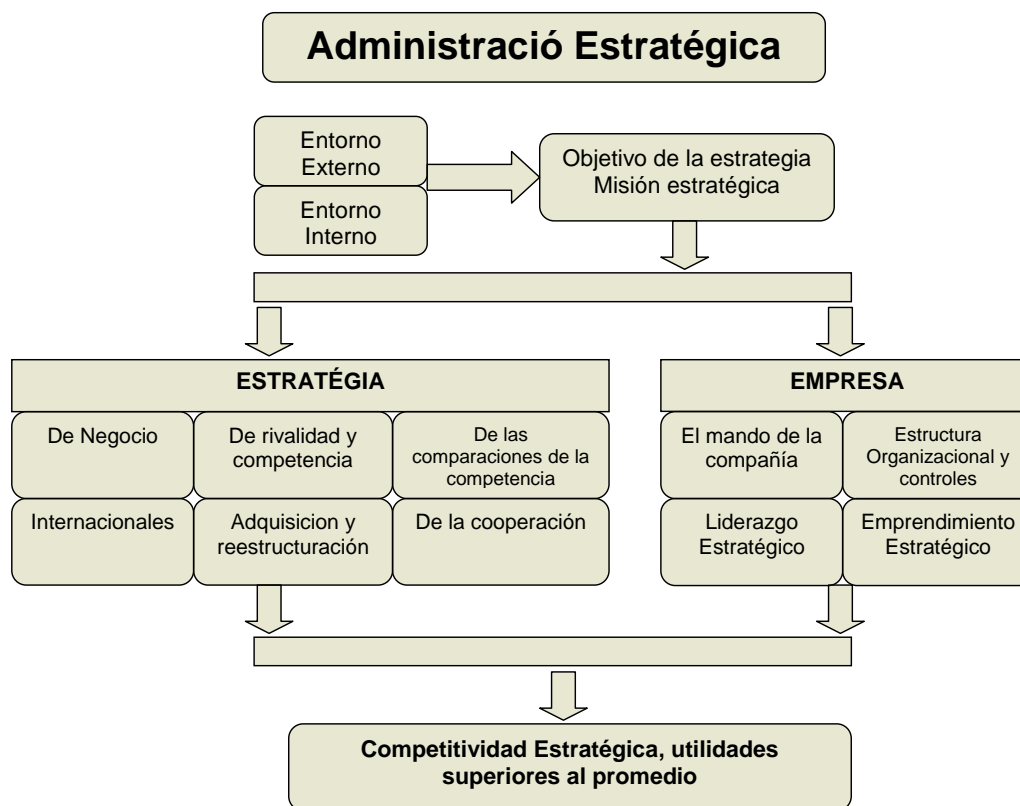 Administració Estratégica
Entorno
Externo
Entorno
Interno
Objetivo de la estrategia
Misión estratégica
ESTRATÉGIA
De Negocio
De rivalidad y
competencia
De las
comparaciones de la
competencia
Internacionales
Adquisicion y
reestructuración
De la cooperación
EMPRESA
El mando de la
compañía
Estructura
Organizacional y
controles
Liderazgo
Estratégico
Emprendimiento
Estratégico
Competitividad Estratégica, utilidades
superiores al promedio